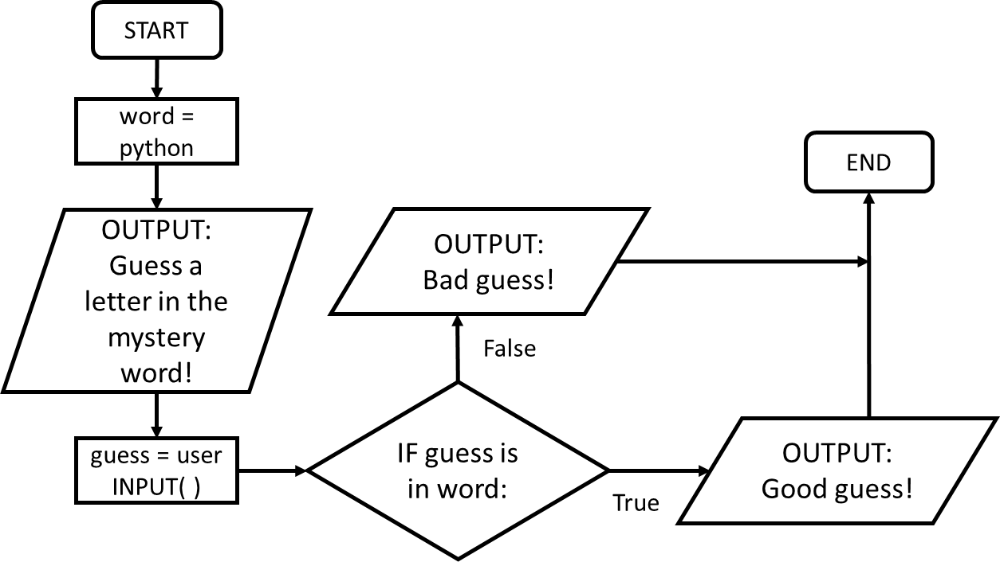 START
word =
python
OUTPUT:
Guess a
letter in the
mystery
word!
guess = user
INPUT( )
IF guess is
in word:
False
OUTPUT:
Bad guess!
True
OUTPUT:
Good guess!
END